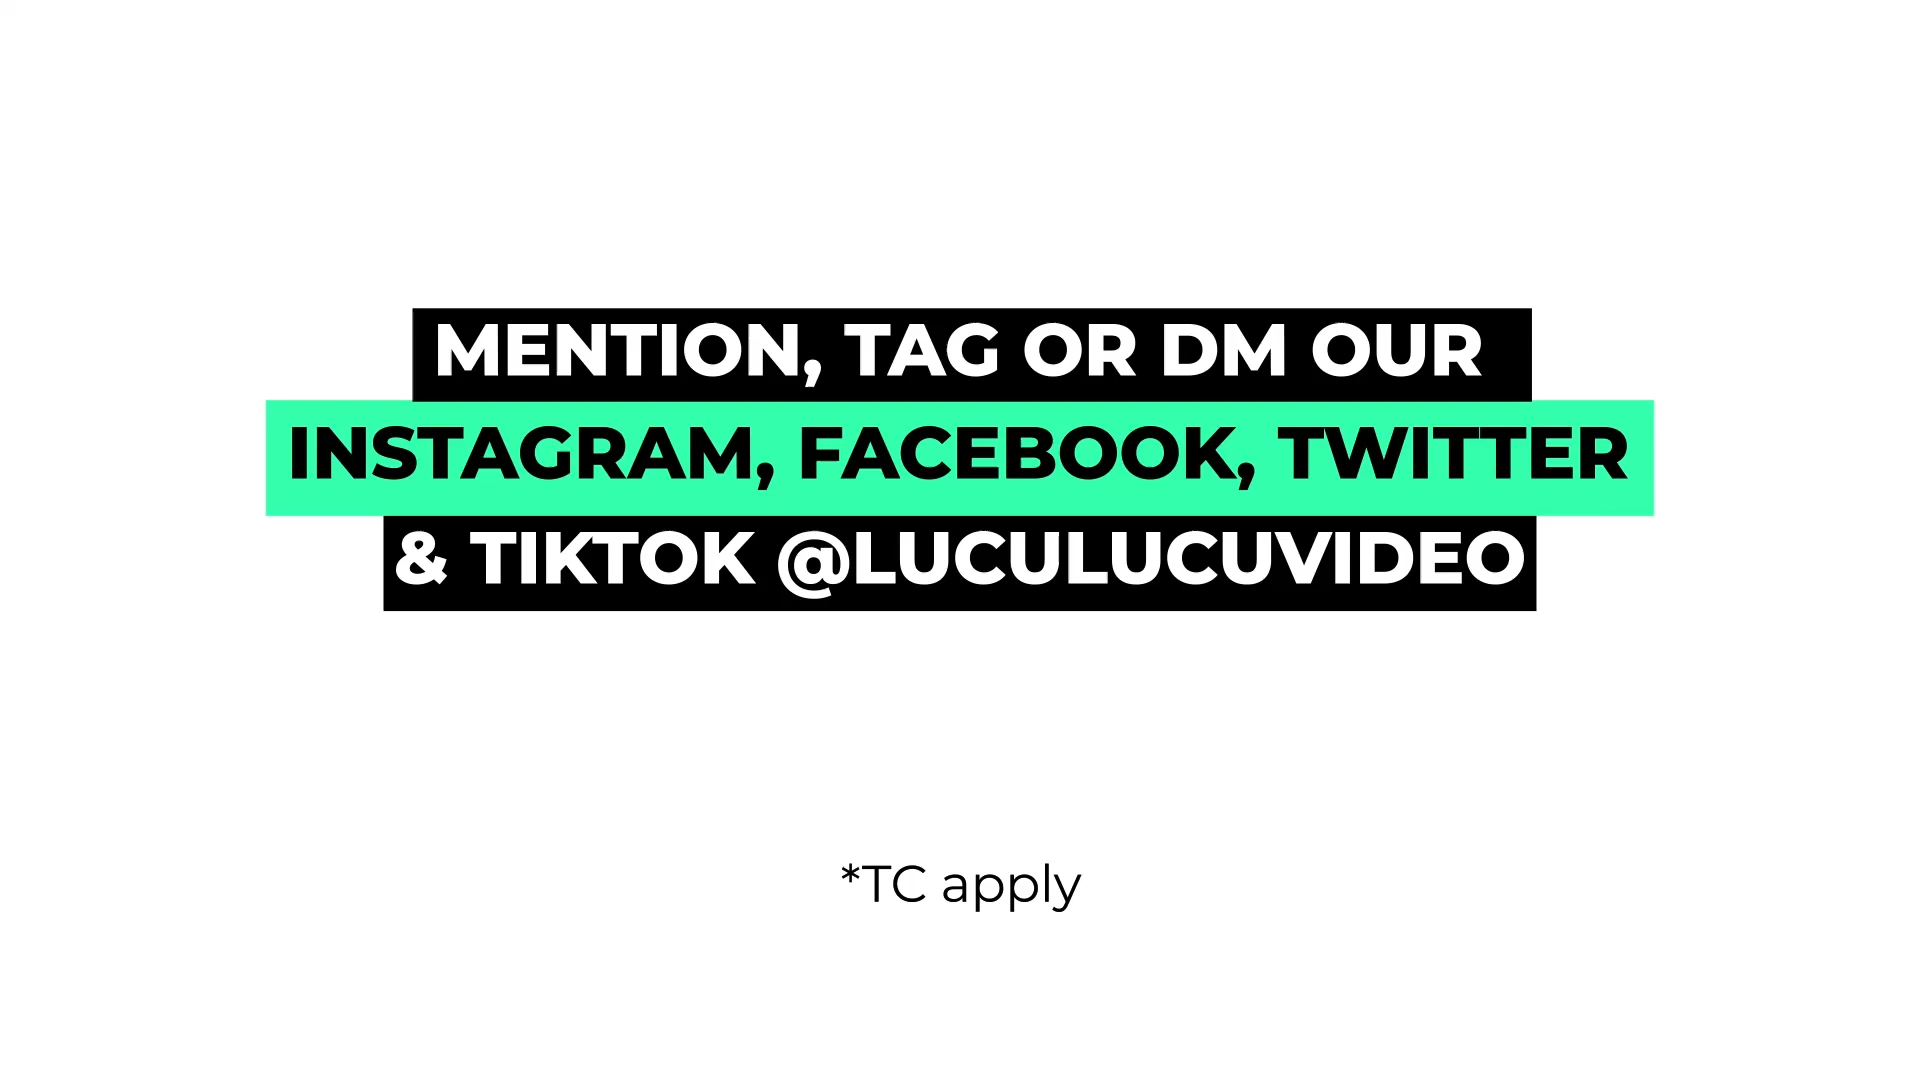 MENTION, TAG OR DM OUR
INSTAGRAM, FACEBOOK, TWITTER
& TIKTOK @LUCULUCUVIDEO
*TC apply